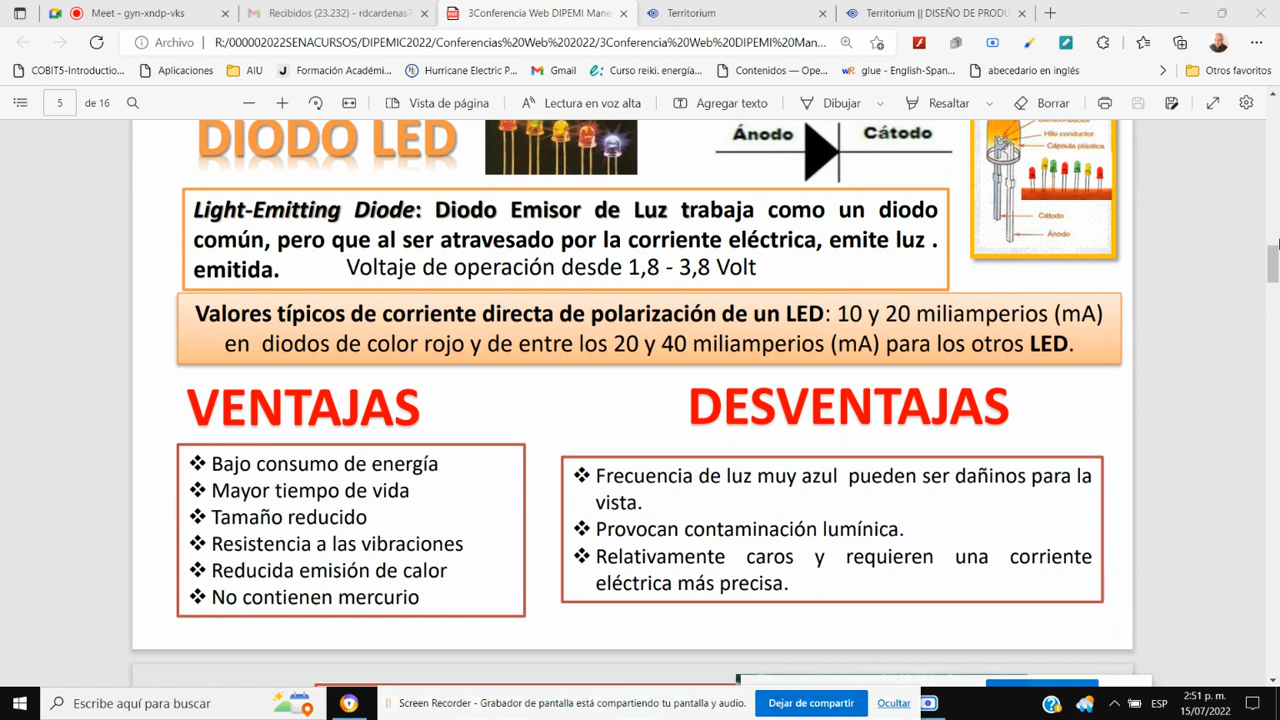 Meet - gyn-xndp-vks
Recibidos (23.232) - rdcardenas7
3Conferencia Web DIPEMI Mane
Territorium
Territorium || DISEÑO DE PRODU
Archivo
R:/000002022SENACURSOS/DIPEMIC2022/Conferencias%20Web%202022/3Conferencia%20Web%20DIPEMI%20Man...
COBIT5-Introductio...
Aplicaciones
AIU
Formación Académi...
Hurricane Electric P...
Gmail
Curso reiki. energía...
Contenidos — Ope...
glue - English-Span...
abecedario en inglés
Otros favoritos
5 de 16
Vista de página
Lectura en voz alta
Agregar texto
Dibujar
Resaltar
Borrar
DIODO LED
Ánodo
Cátodo
Hilo conductor
Cápsula plástica
Cátodo
Ánodo
Light-Emitting Diode: Diodo Emisor de Luz trabaja como un diodo
común, pero que al ser atravesado por la corriente eléctrica, emite luz .
emitida. Voltaje de operación desde 1,8 - 3,8 Volt
Valores típicos de corriente directa de polarización de un LED: 10 y 20 miliamperios (mA)
en diodos de color rojo y de entre los 20 y 40 miliamperios (mA) para los otros LED.
VENTAJAS
❖ Bajo consumo de energía
❖ Mayor tiempo de vida
❖ Tamaño reducido
❖ Resistencia a las vibraciones
❖ Reducida emisión de calor
❖ No contienen mercurio
DESVENTAJAS
❖ Frecuencia de luz muy azul pueden ser dañinos para la
vista.
❖ Provocan contaminación lumínica.
❖ Relativamente caros y requieren una corriente
eléctrica más precisa.
Escribe aquí para buscar
Screen Recorder - Grabador de pantalla está compartiendo tu pantalla y audio.
Dejar de compartir
Ocultar
ESP
2:51 p. m.
15/07/2022